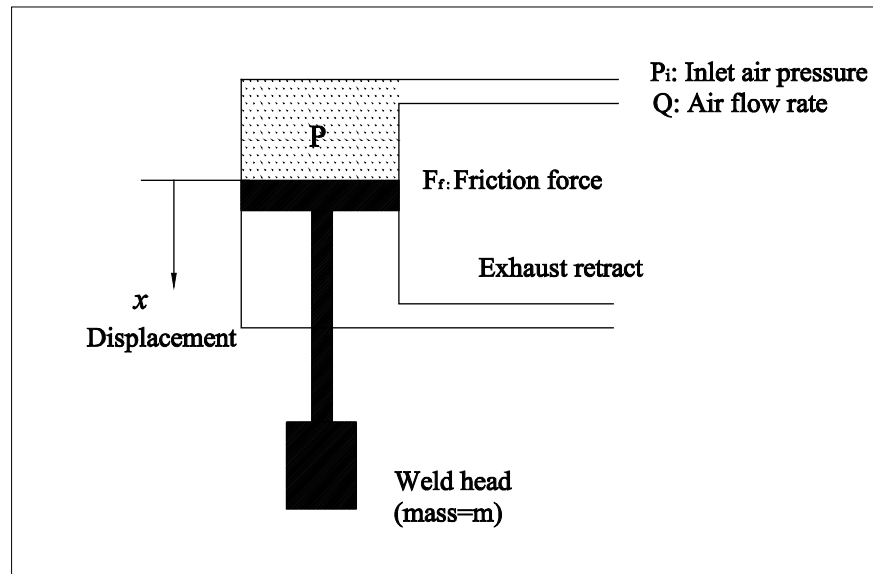 Pi: Inlet air pressure
Q: Air flow rate
P
Ff: Friction force
Exhaust retract
x
Displacement
Weld head
(mass=m)